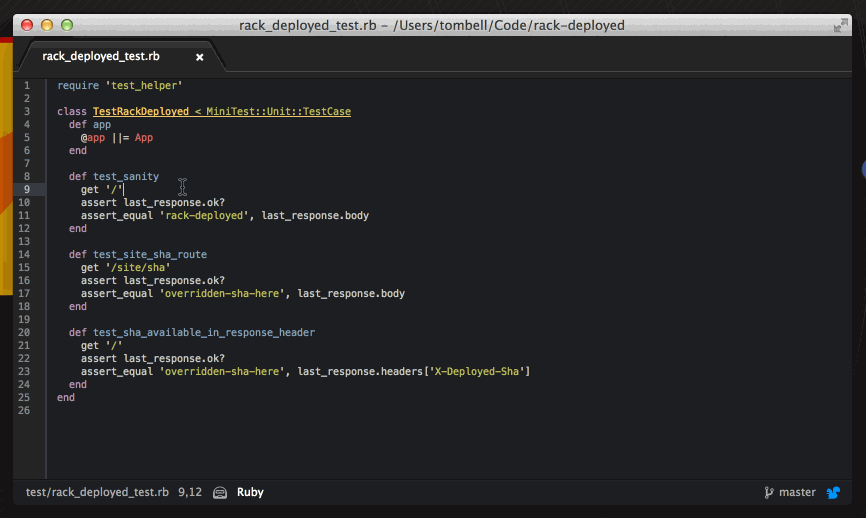 rack_deployed_test.rb – /Users/tombell/Code/rack-deployed
rack_deployed_test.rb
1 require 'test_helper'
2
3 class TestRackDeployed < MiniTest::Unit::TestCase
4 def app
5 @app ||= App
6 end
7
8 def test_sanity
9 get '/'
10 assert last_response.ok?
11 assert_equal 'rack-deployed', last_response.body
12 end
13
14 def test_site_sha_route
15 get '/site/sha'
16 assert last_response.ok?
17 assert_equal 'overridden-sha-here', last_response.body
18 end
19
20 def test_sha_available_in_response_header
21 get '/'
22 assert last_response.ok?
23 assert_equal 'overridden-sha-here', last_response.headers['X-Deployed-Sha']
24 end
25 end
26
test/rack_deployed_test.rb 9,12 Ruby master